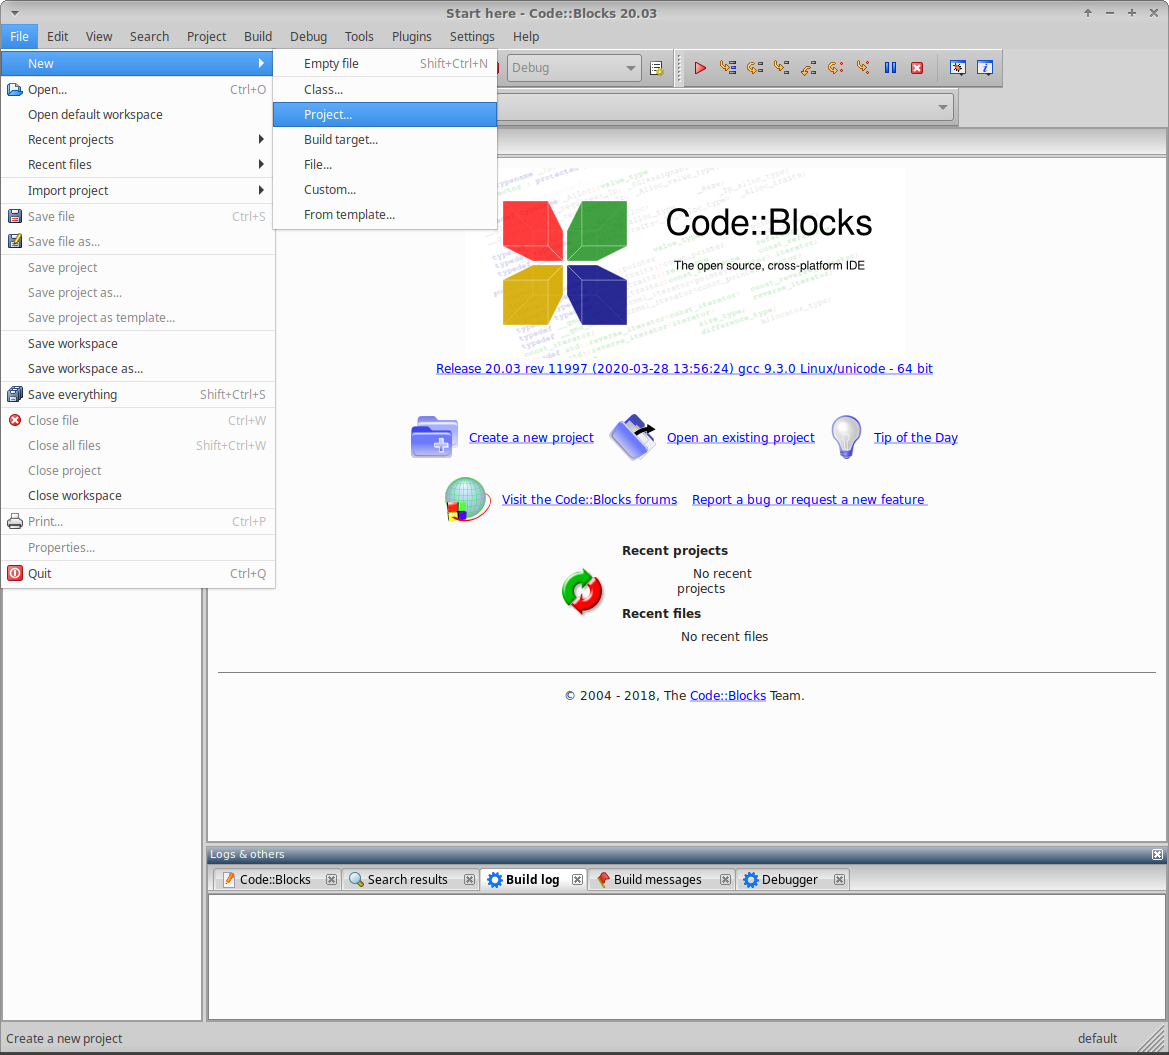 Start here - Code::Blocks 20.03
File Edit View Search Project Build Debug Tools Plugins Settings Help
New
Open... Ctrl+O
Open default workspace
Recent projects
Recent files
Import project
Save file Ctrl+S
Save file as...
Save project
Save project as...
Save project as template...
Save workspace
Save workspace as...
Save everything Shift+Ctrl+S
Close file Ctrl+W
Close all files Shift+Ctrl+W
Close project
Close workspace
Print... Ctrl+P
Properties...
Quit Ctrl+Q
Empty file Shift+Ctrl+N
Class...
Project...
Build target...
File...
Custom...
From template...
Debug
Code::Blocks
The open source, cross-platform IDE
Release 20.03 rev 11997 (2020-03-28 13:56:24) gcc 9.3.0 Linux/unicode - 64 bit
Create a new project Open an existing project Tip of the Day
Visit the Code::Blocks forums Report a bug or request a new feature
Recent projects
No recent
projects
Recent files
No recent files
© 2004 - 2018, The Code::Blocks Team.
Logs & others
Code::Blocks Search results Build log Build messages Debugger
Create a new project default